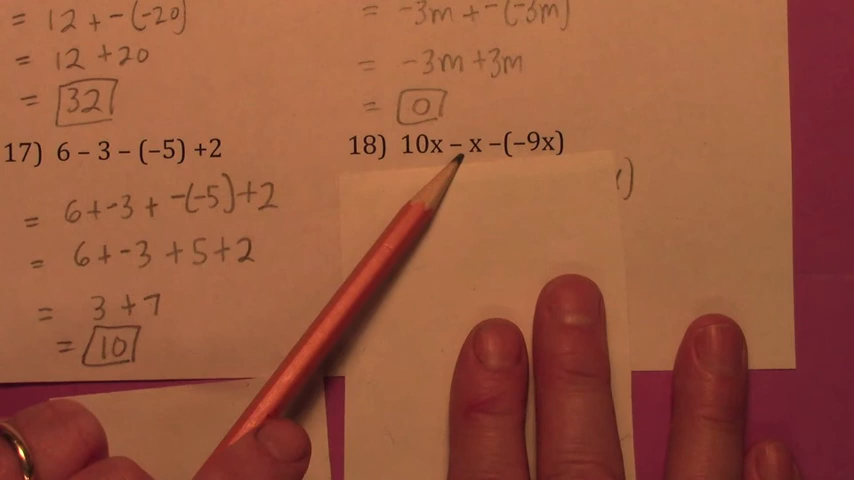 = 12 + -(-20)
= 12 + 20
= 32
17) 6 – 3 – (–5) +2
= 6 + -3 + -(-5) + 2
= 6 + -3 + 5 + 2
= 3 + 7
= 10
= -3m + -(-3m)
= -3m + 3m
= 0
18) 10x – x –(–9x)
)